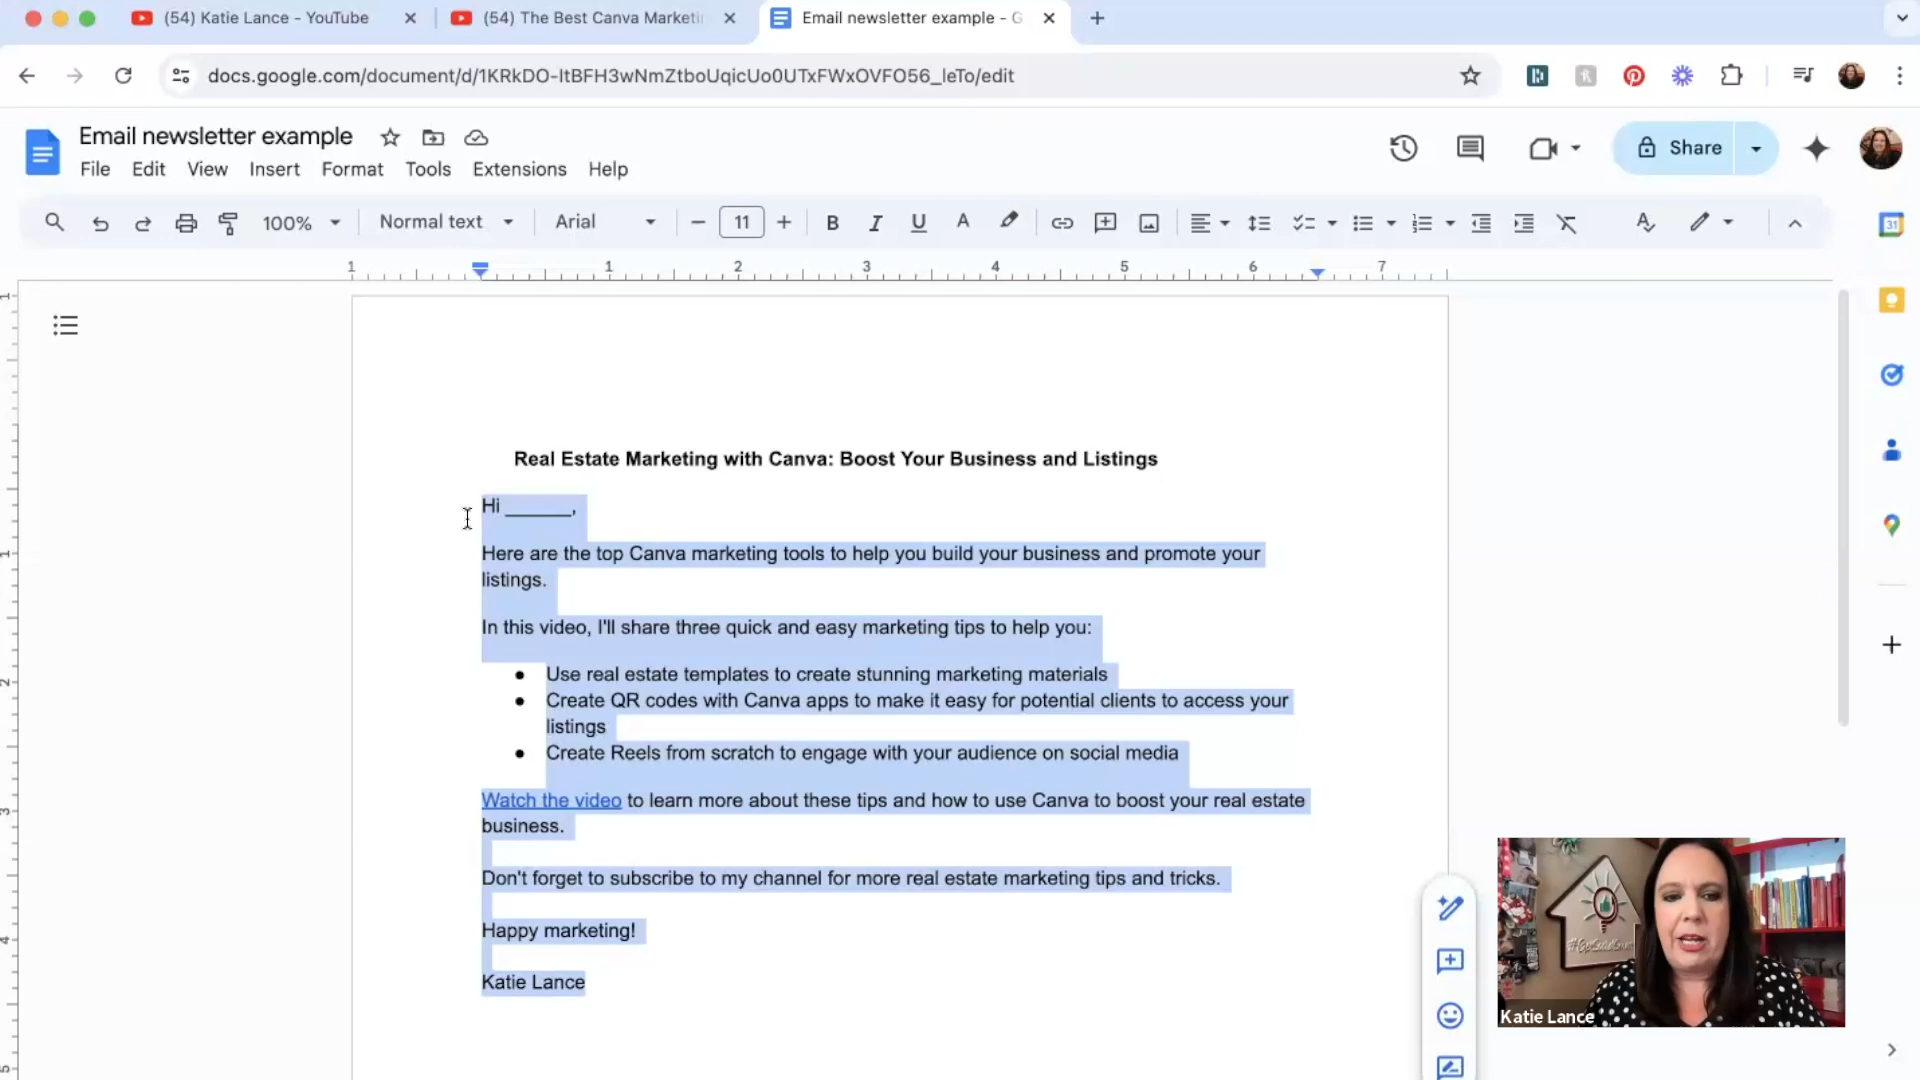 (54) Katie Lance - YouTube
(54) The Best Canva Marketi
Email newsletter example - G
docs.google.com/document/d/1KRkDO-ItBFH3wNmZtboUqicUo0UTxFWxOVFO56_leTo/edit
Email newsletter example
Share
File Edit View Insert Format Tools Extensions Help
100% Normal text Arial 11
1 1 2 3 4 5 6 7
Real Estate Marketing with Canva: Boost Your Business and Listings
Hi ______,
Here are the top Canva marketing tools to help you build your business and promote your
listings.
In this video, I'll share three quick and easy marketing tips to help you:
● Use real estate templates to create stunning marketing materials
● Create QR codes with Canva apps to make it easy for potential clients to access your
listings
● Create Reels from scratch to engage with your audience on social media
Watch the video to learn more about these tips and how to use Canva to boost your real estate
business.
Don't forget to subscribe to my channel for more real estate marketing tips and tricks.
Happy marketing!
Katie Lance
Katie Lance